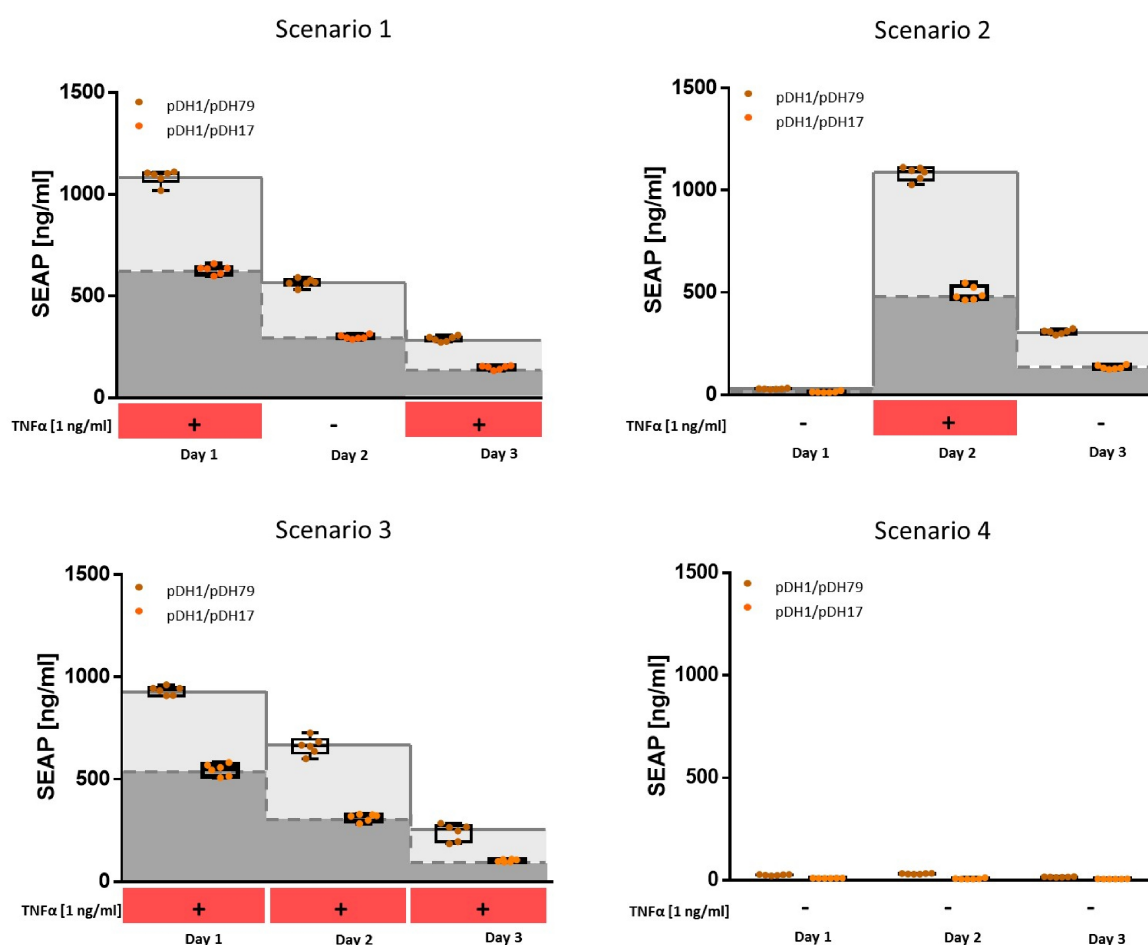 Scenario 1
SEAP [ng/ml]
1500
1000
500
0
pDH1/pDH79
pDH1/pDH17
TNFα [1 ng/ml]
+ - +
Day 1 Day 2 Day 3
Scenario 2
SEAP [ng/ml]
1500
1000
500
0
pDH1/pDH79
pDH1/pDH17
TNFα [1 ng/ml]
- + -
Day 1 Day 2 Day 3
Scenario 3
SEAP [ng/ml]
1500
1000
500
0
pDH1/pDH79
pDH1/pDH17
TNFα [1 ng/ml]
+ + +
Day 1 Day 2 Day 3
Scenario 4
SEAP [ng/ml]
1500
1000
500
0
pDH1/pDH79
pDH1/pDH17
TNFα [1 ng/ml]
- - -
Day 1 Day 2 Day 3